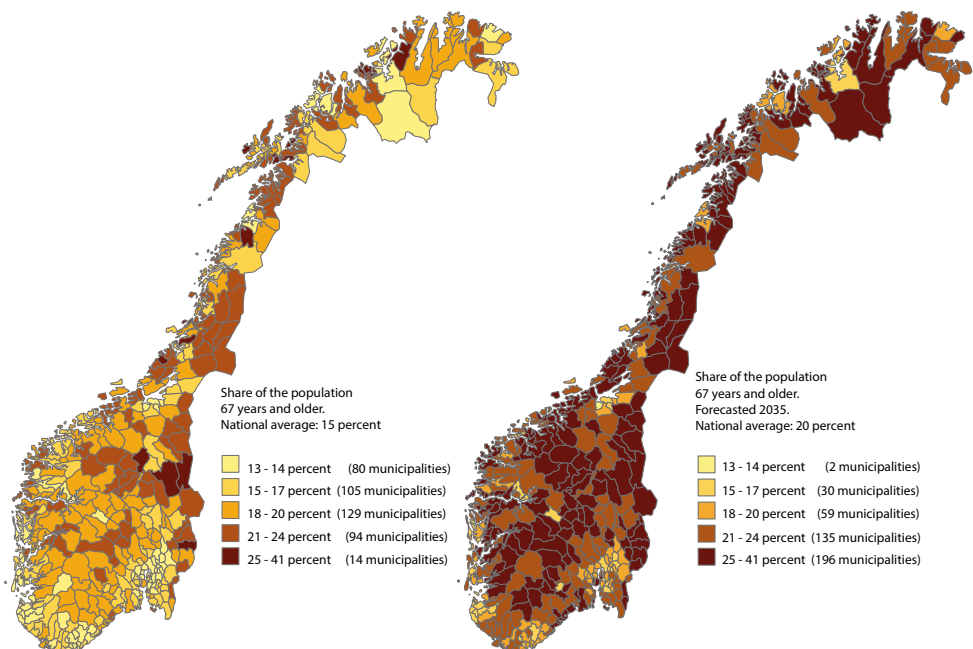 Share of the population
67 years and older.
National average: 15 percent
13 - 14 percent (80 municipalities)
15 - 17 percent (105 municipalities)
18 - 20 percent (129 municipalities)
21 - 24 percent (94 municipalities)
25 - 41 percent (14 municipalities)
Share of the population
67 years and older.
Forecasted 2035.
National average: 20 percent
13 - 14 percent (2 municipalities)
15 - 17 percent (30 municipalities)
18 - 20 percent (59 municipalities)
21 - 24 percent (135 municipalities)
25 - 41 percent (196 municipalities)